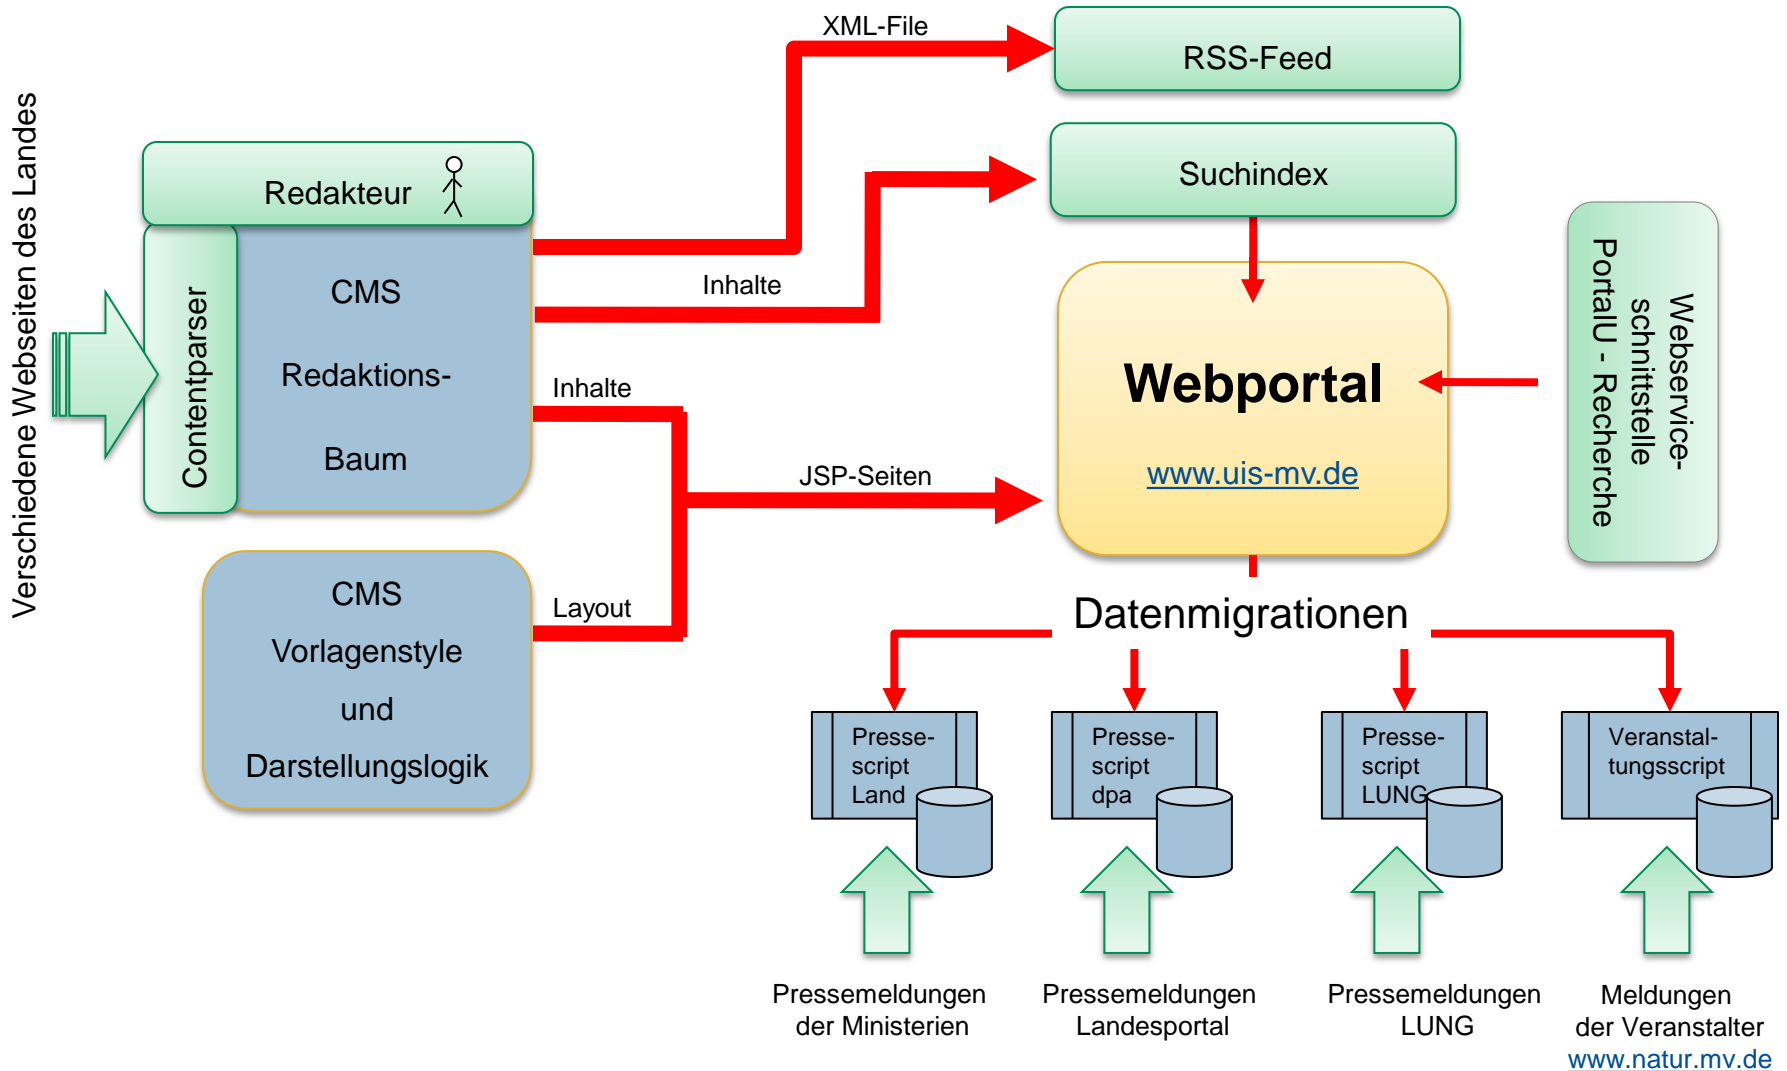 Verschiedene Webseiten des Landes
Redakteur
Contentparser
CMS
Redaktions-
Baum
CMS
Vorlagenstyle
und
Darstellungslogik
XML-File
Inhalte
Inhalte
Layout
JSP-Seiten
RSS-Feed
Suchindex
Webportal
www.uis-mv.de
Webservice-
schnittstelle
PortalU - Recherche
Datenmigrationen
Presse-
script
Land
Presse-
script
dpa
Presse-
script
LUNG
Veranstal-
tungsscript
Pressemeldungen
der Ministerien
Pressemeldungen
Landesportal
Pressemeldungen
LUNG
Meldungen
der Veranstalter
www.natur.mv.de